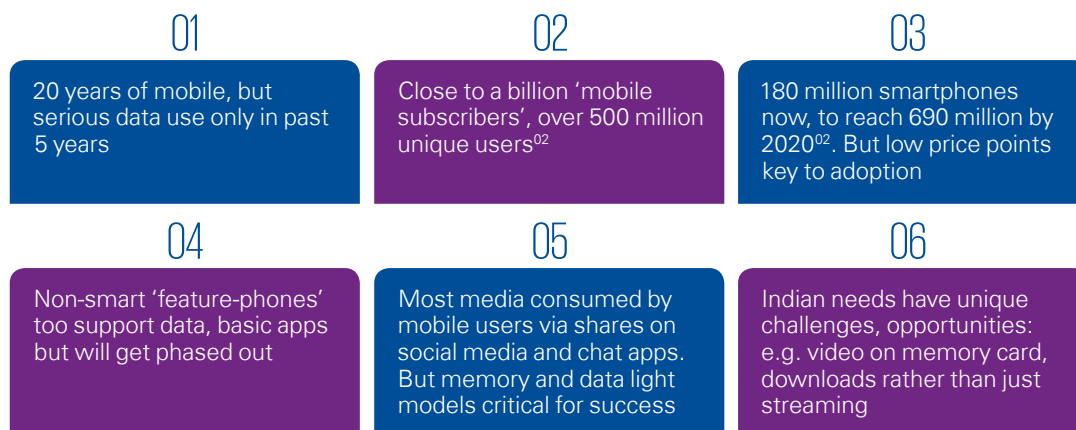 01
20 years of mobile, but
serious data use only in past
5 years
02
Close to a billion ‘mobile
subscribers’, over 500 million
unique users02
03
180 million smartphones
now, to reach 690 million by
202002. But low price points
key to adoption
04
Non-smart ‘feature-phones’
too support data, basic apps
but will get phased out
05
Most media consumed by
mobile users via shares on
social media and chat apps.
But memory and data light
models critical for success
06
Indian needs have unique
challenges, opportunities:
e.g. video on memory card,
downloads rather than just
streaming